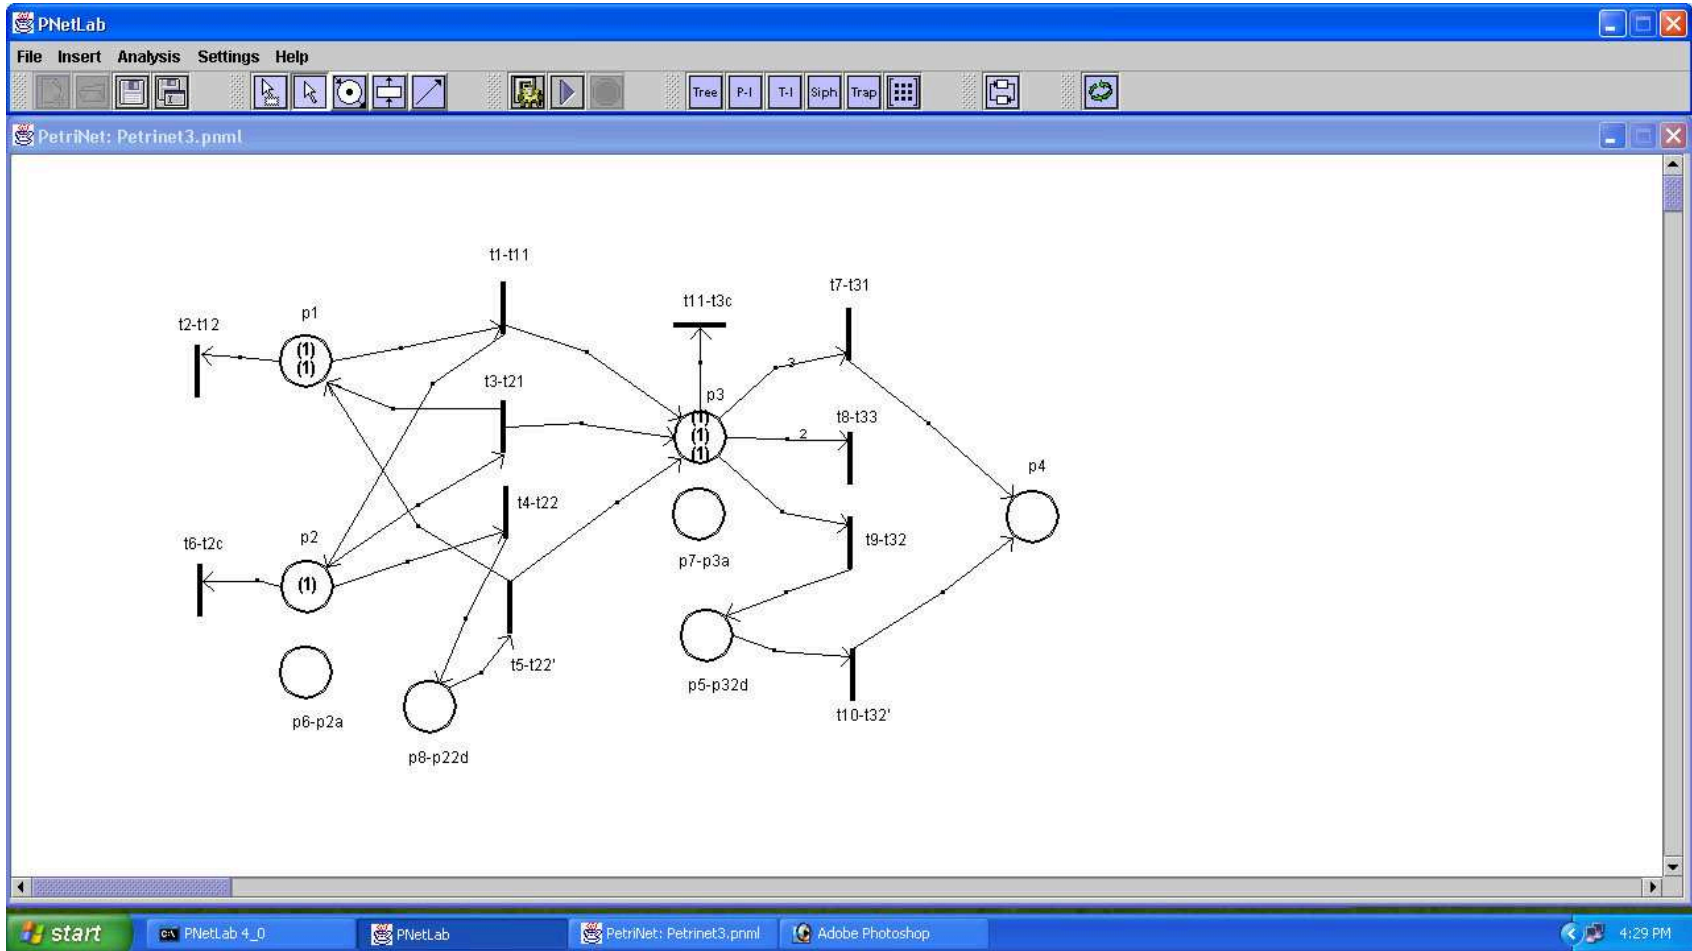 PNetLab
File Insert Analysis Settings Help
Tree P-I T-I Siph Trap
PetriNet: Petrinet3.pnml
t1-t11
t7-t31
t11-t3c
p1
t2-t12
(1)
(1)
3
t3-t21
p3
t8-t33
(1)
(1)
(1)
2
p4
t4-t22
p2
t6-t2c
t9-t32
p7-p3a
(1)
t5-t22'
p5-p32d
t10-t32'
p6-p2a
p8-p22d
start PNetLab 4_0 PNetLab PetriNet: Petrinet3.pnml Adobe Photoshop 4:29 PM